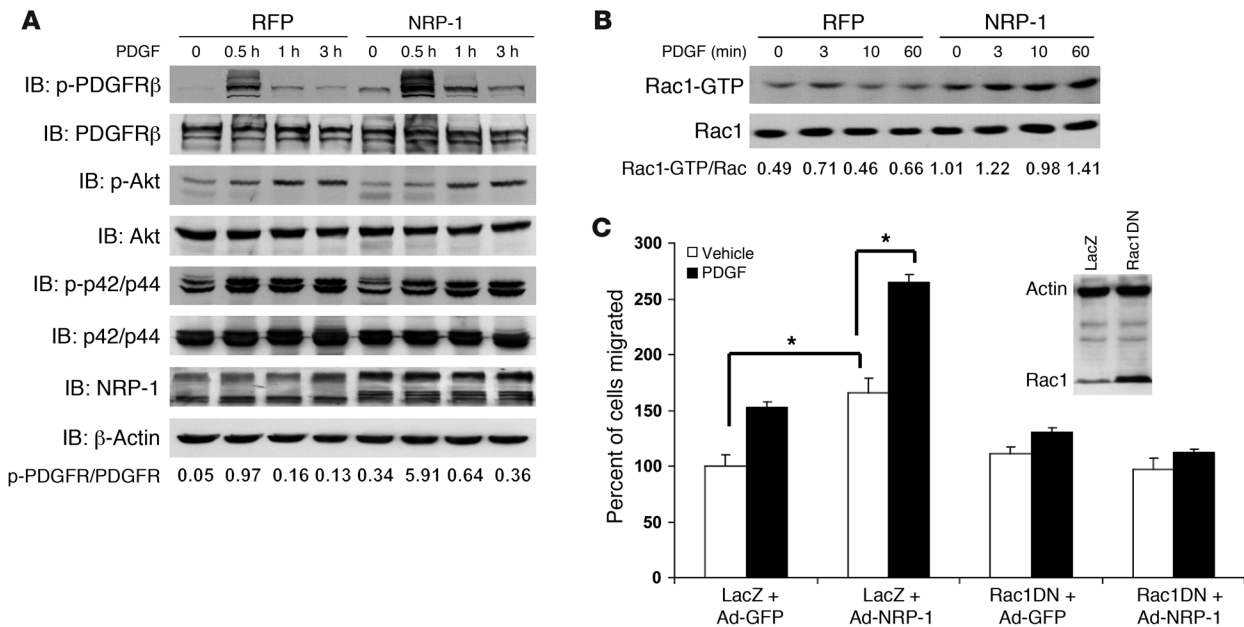 A
RFP NRP-1
PDGF 0 0.5 h 1 h 3 h 0 0.5 h 1 h 3 h
IB: p-PDGFRβ
IB: PDGFRβ
IB: p-Akt
IB: Akt
IB: p-p42/p44
IB: p42/p44
IB: NRP-1
IB: β-Actin
p-PDGFR/PDGFR 0.05 0.97 0.16 0.13 0.34 5.91 0.64 0.36
B
RFP NRP-1
PDGF (min) 0 3 10 60 0 3 10 60
Rac1-GTP
Rac1
Rac1-GTP/Rac 0.49 0.71 0.46 0.66 1.01 1.22 0.98 1.41
C
Percent of cells migrated
300
250
200
150
100
50
0
Vehicle
PDGF
*
*
LacZ
Rac1DN
Actin
Rac1
LacZ +
Ad-GFP
LacZ +
Ad-NRP-1
Rac1DN +
Ad-GFP
Rac1DN +
Ad-NRP-1